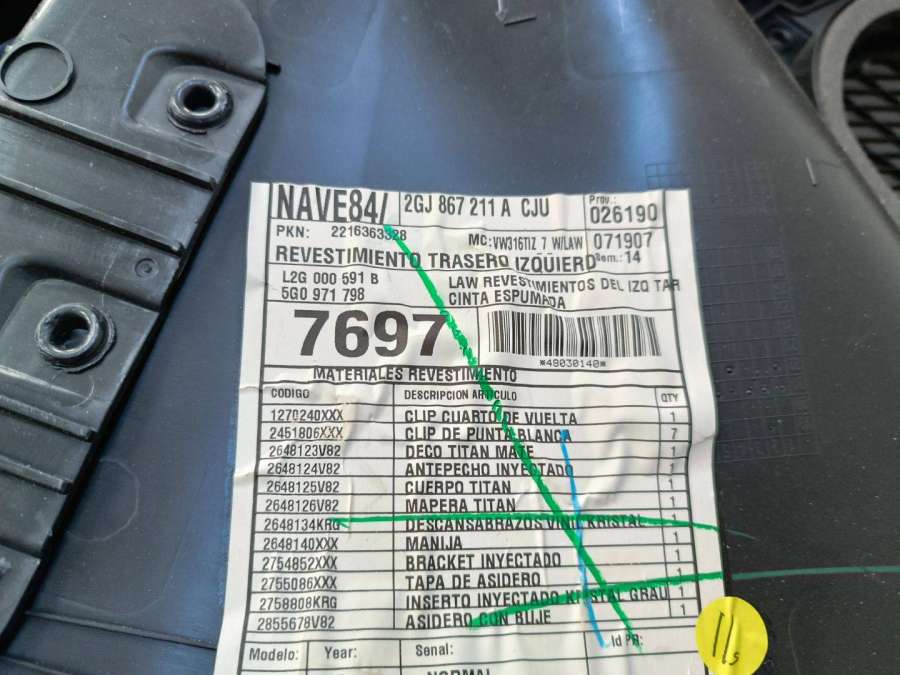 NAVE84/ 2GJ 867 211 A CJU Prov.: 026190
PKN: 2216363328 MC:VW316TIZ 7 W/LAW 071907
REVESTIMIENTO TRASERO IZQUIERD Sem.: 14
L2G 000 591 B LAW REVESTIMIENTOS DEL IZQ TAR
5G0 971 798 CINTA ESPUMADA
7697
*48030140*
MATERIALES REVESTIMIENTO
CODIGO DESCRIPCION ARTICULO QTY
1270240XXX CLIP CUARTO DE VUELTA 1
2451806XXX CLIP DE PUNTA BLANCA 7
2648123V82 DECO TITAN MATE 1
2648124V82 ANTEPECHO INYECTADO 1
2648125V82 CUERPO TITAN 1
2648126V82 MAPERA TITAN 1
2648134KRG DESCANSABRAZOS VINIL KRISTAL 1
2648140XXX MANIJA 1
2754852XXX BRACKET INYECTADO 1
2755086XXX TAPA DE ASIDERO 1
2758808KRG INSERTO INYECTADO KRISTAL GRAU 1
2855678V82 ASIDERO CON BUJE 1
Modelo: Year: Senal: Id PR:
NORMAL